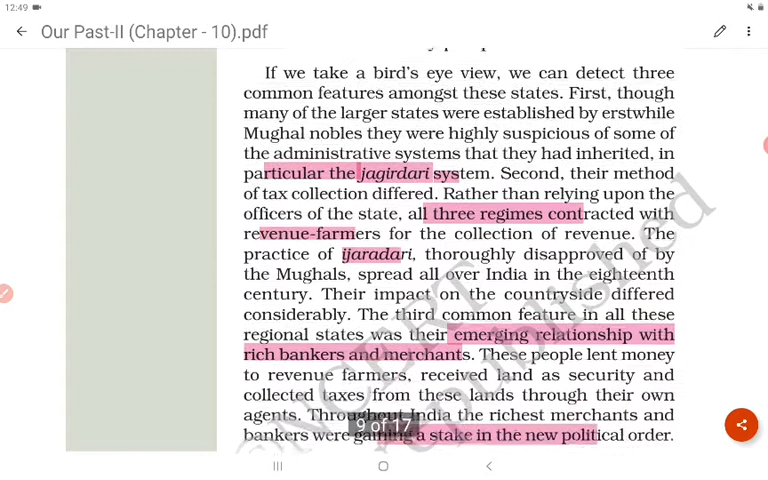 12:49
Our Past-II (Chapter - 10).pdf
If we take a bird's eye view, we can detect three
common features amongst these states. First, though
many of the larger states were established by erstwhile
Mughal nobles they were highly suspicious of some of
the administrative systems that they had inherited, in
particular the jagirdari system. Second, their method
of tax collection differed. Rather than relying upon the
officers of the state, all three regimes contracted with
revenue-farmers for the collection of revenue. The
practice of ijaradari, thoroughly disapproved of by
the Mughals, spread all over India in the eighteenth
century. Their impact on the countryside differed
considerably. The third common feature in all these
regional states was their emerging relationship with
rich bankers and merchants. These people lent money
to revenue farmers, received land as security and
collected taxes from these lands through their own
agents. Throughout India the richest merchants and
bankers were gaining a stake in the new political order.
9 of 17
NCERT
republished